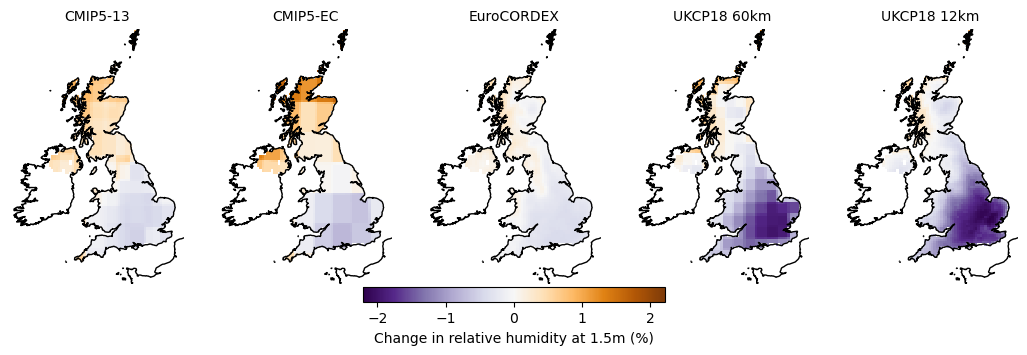 CMIP5-13 CMIP5-EC EuroCORDEX UKCP18 60km UKCP18 12km
−2 −1 0 1 2
Change in relative humidity at 1.5m (%)